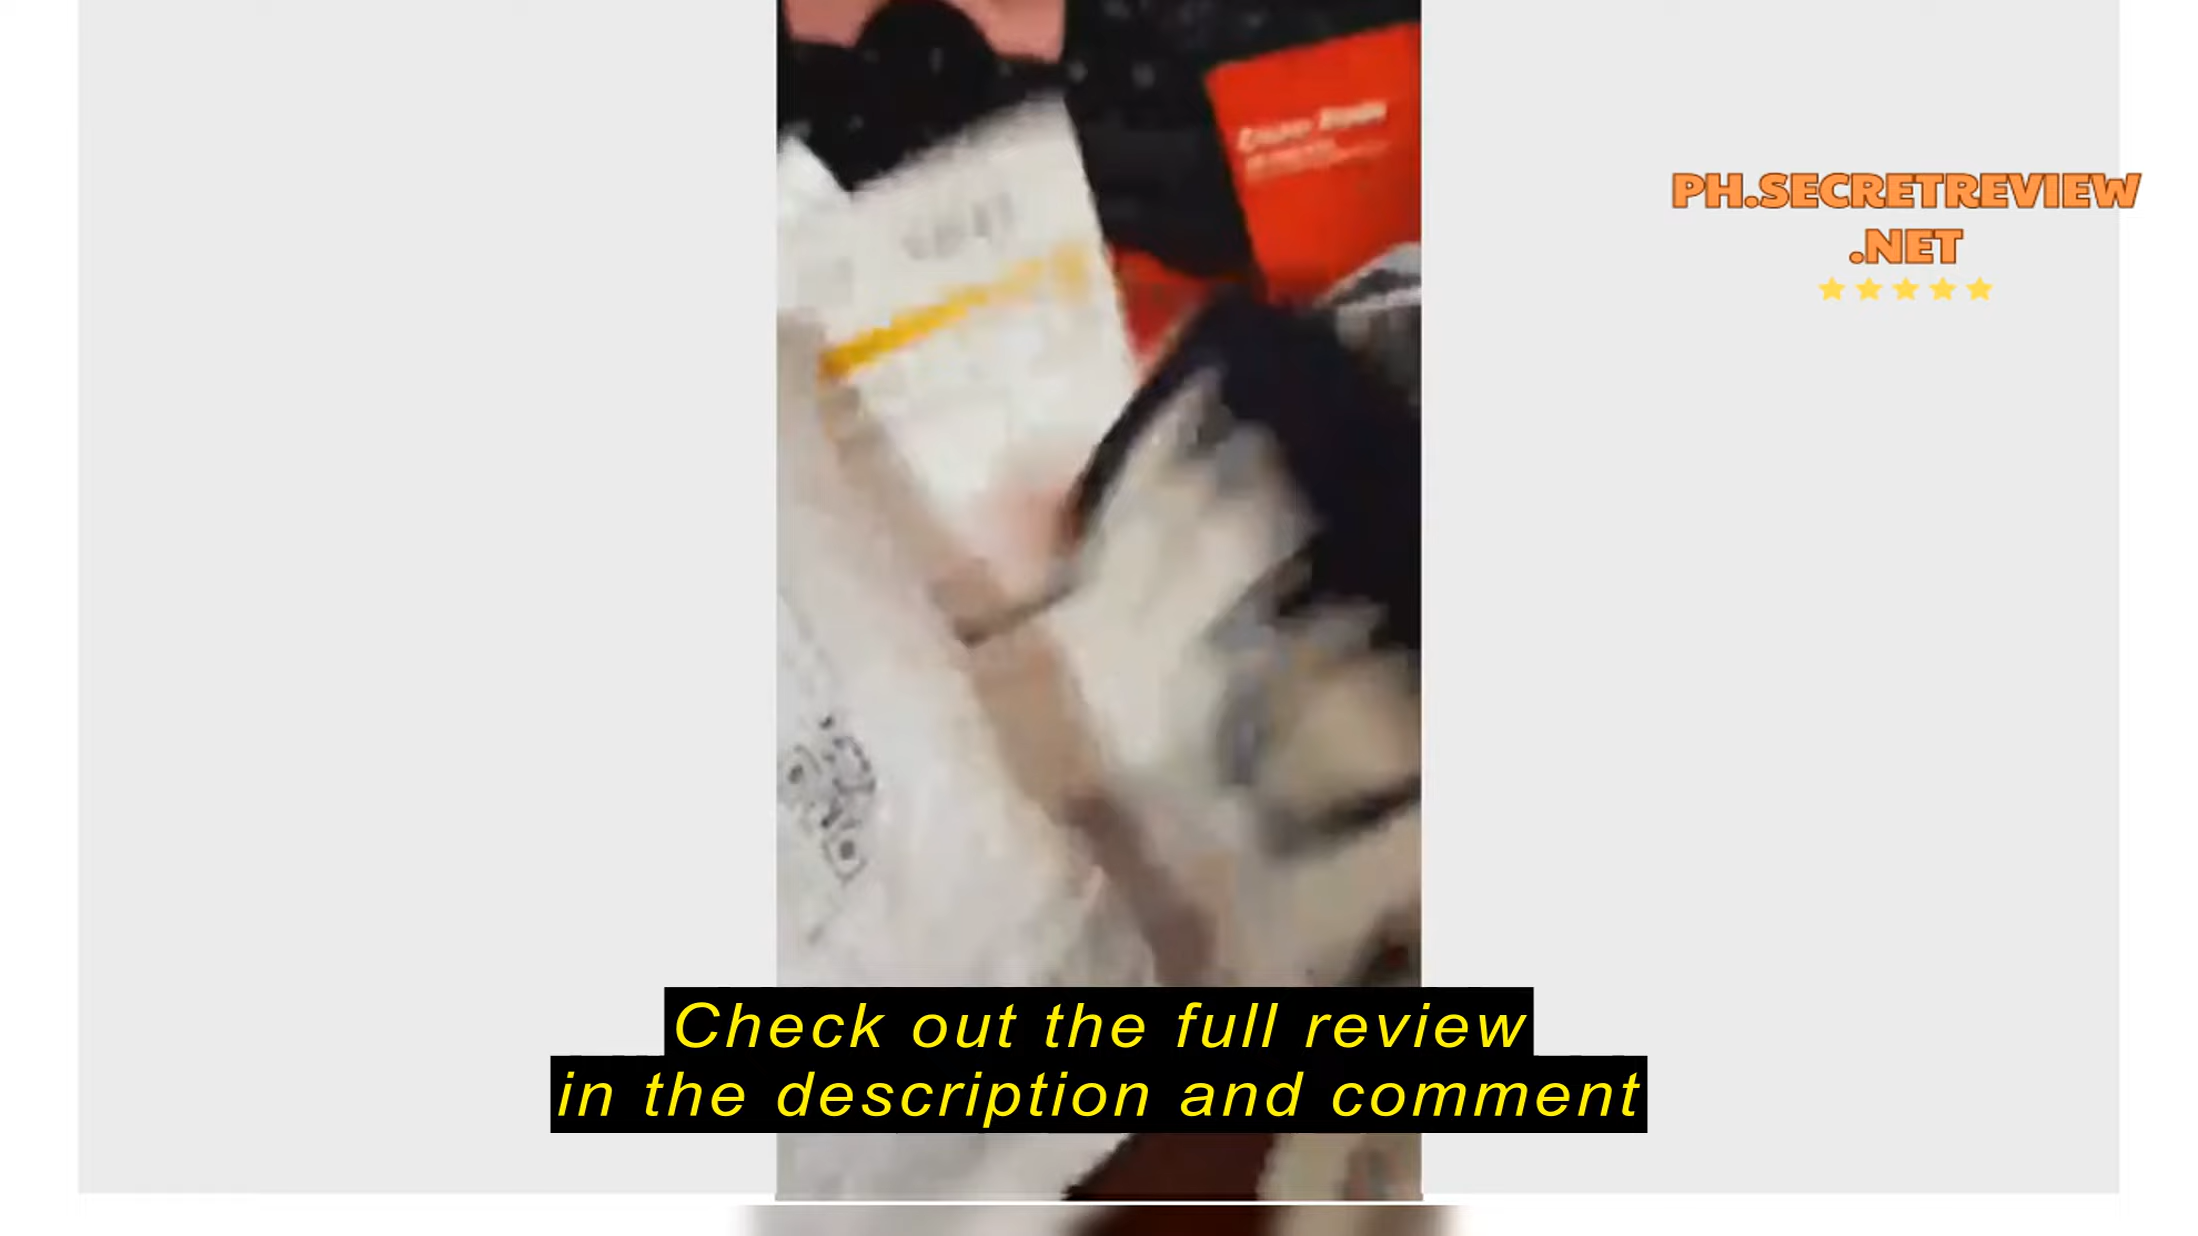 PH.SECRETREVIEW
.NET
Check out the full review
in the description and comment